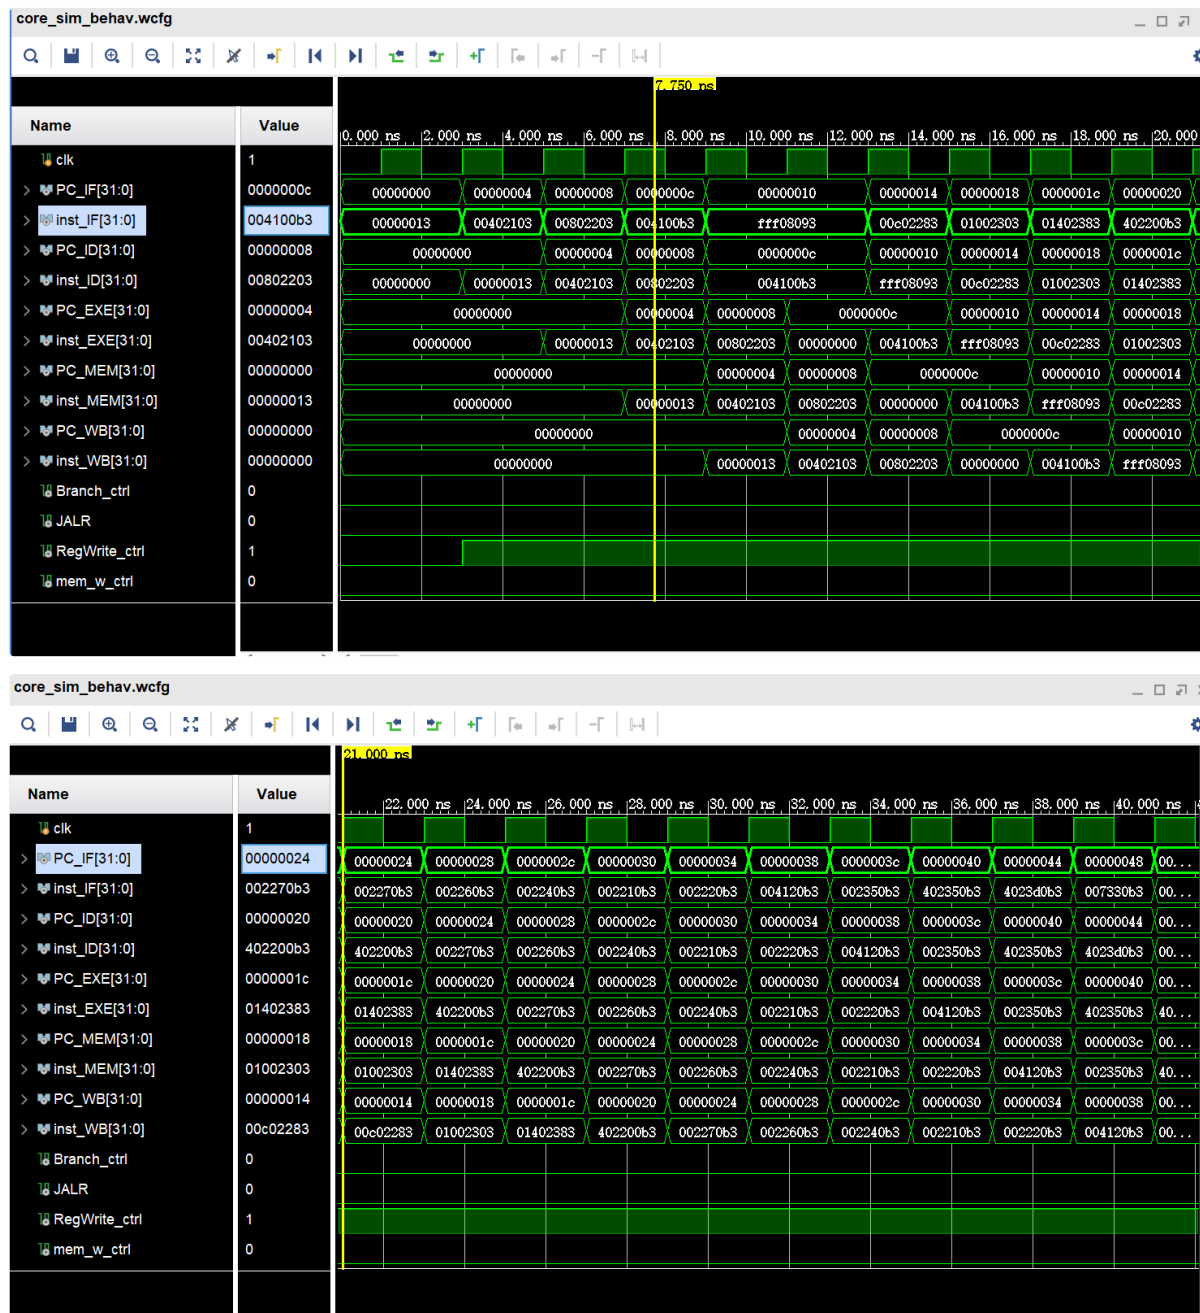 core_sim_behav.wcfg
7.750 ns
Name Value
0.000 ns 2.000 ns 4.000 ns 6.000 ns 8.000 ns 10.000 ns 12.000 ns 14.000 ns 16.000 ns 18.000 ns 20.000
clk 1
PC_IF[31:0] 0000000c 00000000 00000004 00000008 0000000c 00000010 00000014 00000018 0000001c 00000020
inst_IF[31:0] 004100b3 00000013 00402103 00802203 004100b3 fff08093 00c02283 01002303 01402383 402200b3
PC_ID[31:0] 00000008 00000000 00000004 00000008 0000000c 00000010 00000014 00000018 0000001c
inst_ID[31:0] 00802203 00000000 00000013 00402103 00802203 004100b3 fff08093 00c02283 01002303 01402383
PC_EXE[31:0] 00000004 00000000 00000004 00000008 0000000c 00000010 00000014 00000018
inst_EXE[31:0] 00402103 00000000 00000013 00402103 00802203 00000000 004100b3 fff08093 00c02283 01002303
PC_MEM[31:0] 00000000 00000000 00000004 00000008 0000000c 00000010 00000014
inst_MEM[31:0] 00000013 00000000 00000013 00402103 00802203 00000000 004100b3 fff08093 00c02283
PC_WB[31:0] 00000000 00000000 00000004 00000008 0000000c 00000010
inst_WB[31:0] 00000000 00000000 00000013 00402103 00802203 00000000 004100b3 fff08093
Branch_ctrl 0
JALR 0
RegWrite_ctrl 1
mem_w_ctrl 0
core_sim_behav.wcfg
21.000 ns
Name Value
22.000 ns 24.000 ns 26.000 ns 28.000 ns 30.000 ns 32.000 ns 34.000 ns 36.000 ns 38.000 ns 40.000 ns
clk 1
PC_IF[31:0] 00000024 00000024 00000028 0000002c 00000030 00000034 00000038 0000003c 00000040 00000044 00000048 00...
inst_IF[31:0] 002270b3 002270b3 002260b3 002240b3 002210b3 002220b3 004120b3 002350b3 402350b3 4023d0b3 007330b3 00...
PC_ID[31:0] 00000020 00000020 00000024 00000028 0000002c 00000030 00000034 00000038 0000003c 00000040 00000044 00...
inst_ID[31:0] 402200b3 402200b3 002270b3 002260b3 002240b3 002210b3 002220b3 004120b3 002350b3 402350b3 4023d0b3 00...
PC_EXE[31:0] 0000001c 0000001c 00000020 00000024 00000028 0000002c 00000030 00000034 00000038 0000003c 00000040 00...
inst_EXE[31:0] 01402383 01402383 402200b3 002270b3 002260b3 002240b3 002210b3 002220b3 004120b3 002350b3 402350b3 40...
PC_MEM[31:0] 00000018 00000018 0000001c 00000020 00000024 00000028 0000002c 00000030 00000034 00000038 0000003c 00...
inst_MEM[31:0] 01002303 01002303 01402383 402200b3 002270b3 002260b3 002240b3 002210b3 002220b3 004120b3 002350b3 40...
PC_WB[31:0] 00000014 00000014 00000018 0000001c 00000020 00000024 00000028 0000002c 00000030 00000034 00000038 00...
inst_WB[31:0] 00c02283 00c02283 01002303 01402383 402200b3 002270b3 002260b3 002240b3 002210b3 002220b3 004120b3 00...
Branch_ctrl 0
JALR 0
RegWrite_ctrl 1
mem_w_ctrl 0